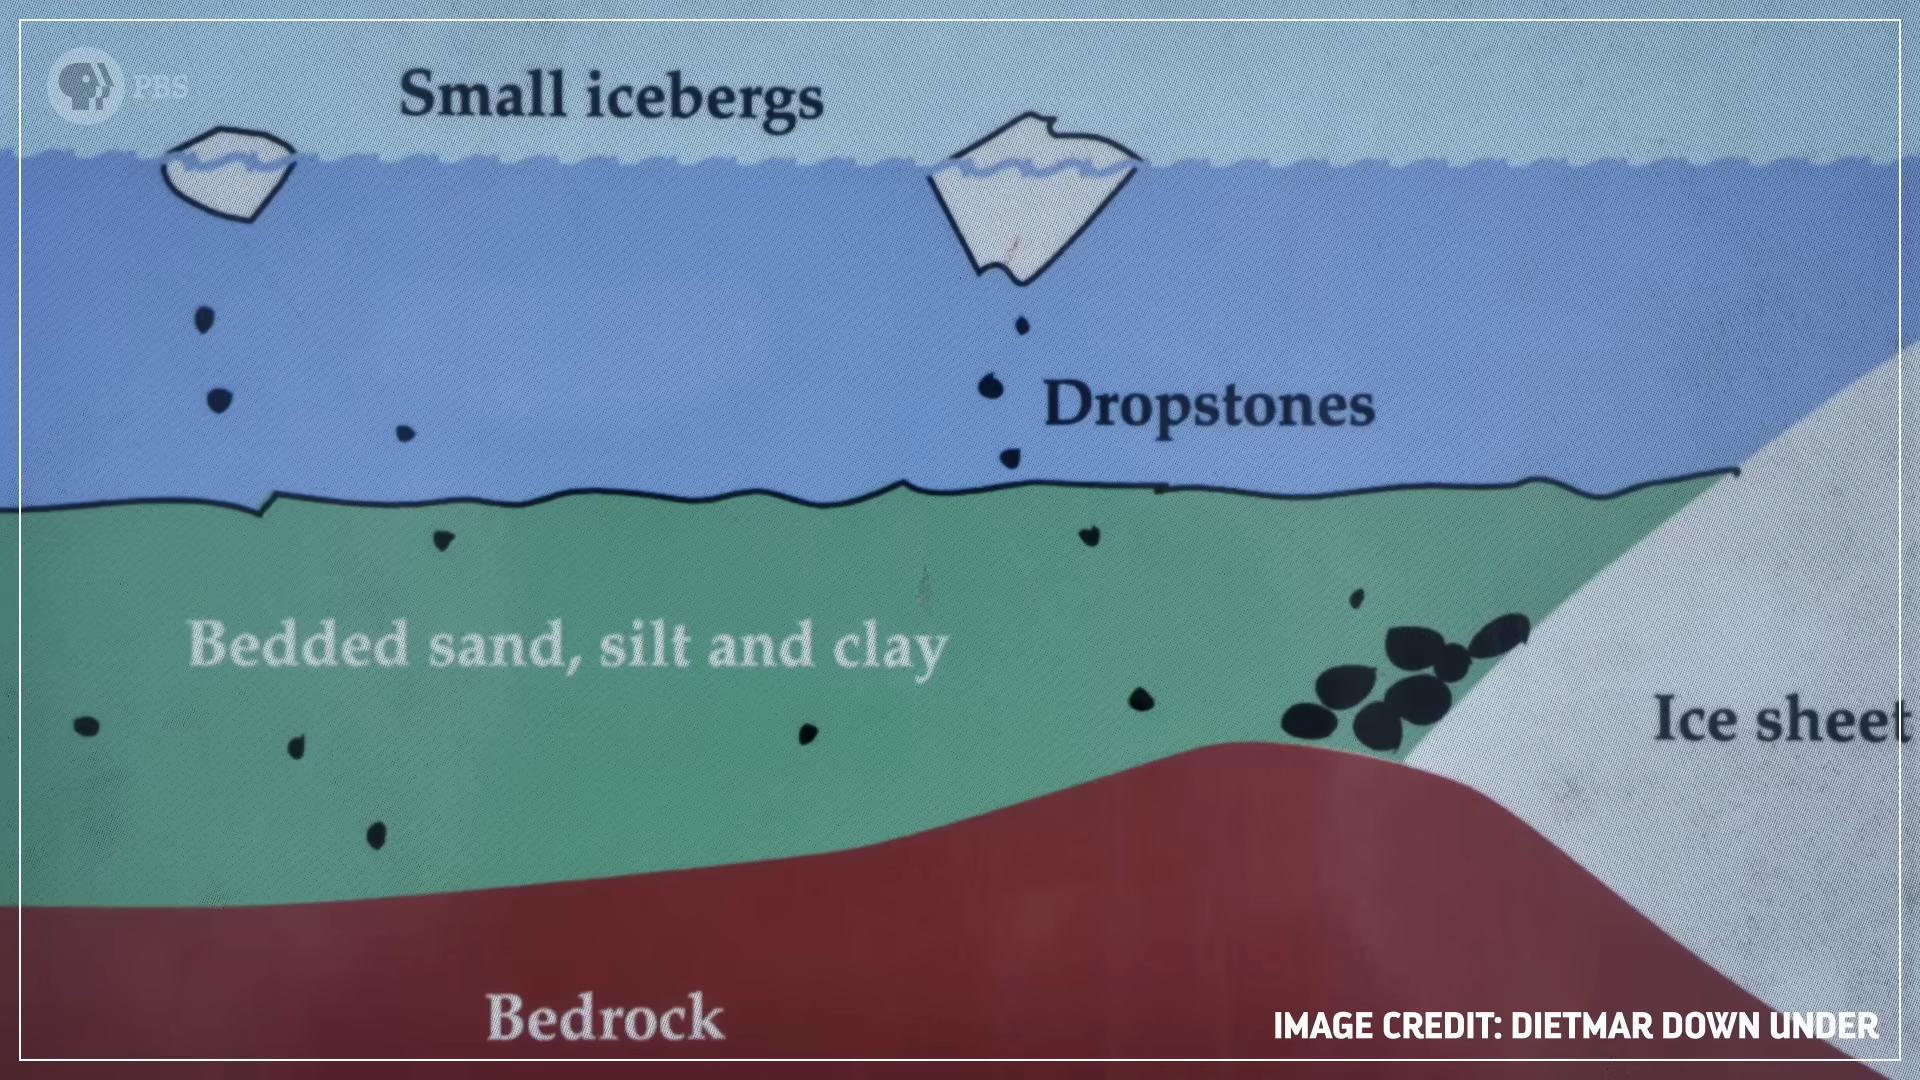 PBS
Small icebergs
Dropstones
Bedded sand, silt and clay
Ice sheet
Bedrock
IMAGE CREDIT: DIETMAR DOWN UNDER